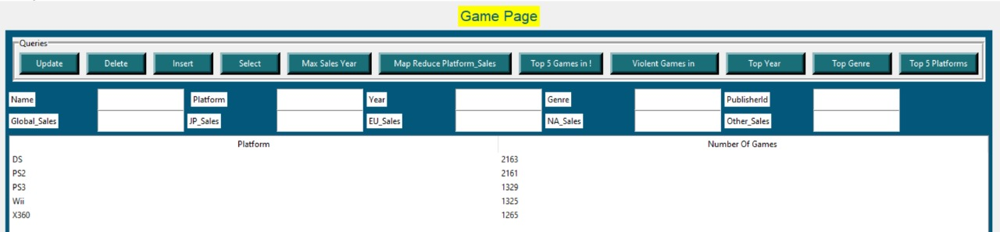 Game Page
Queries
Update Delete Insert Select Max Sales Year Map Reduce Platform_Sales Top 5 Games in ! Violent Games in Top Year Top Genre Top 5 Platforms
Name Platform Year Genre PublisherId
Global_Sales JP_Sales EU_Sales NA_Sales Other_Sales
Platform Number Of Games
DS 2163
PS2 2161
PS3 1329
Wii 1325
X360 1265